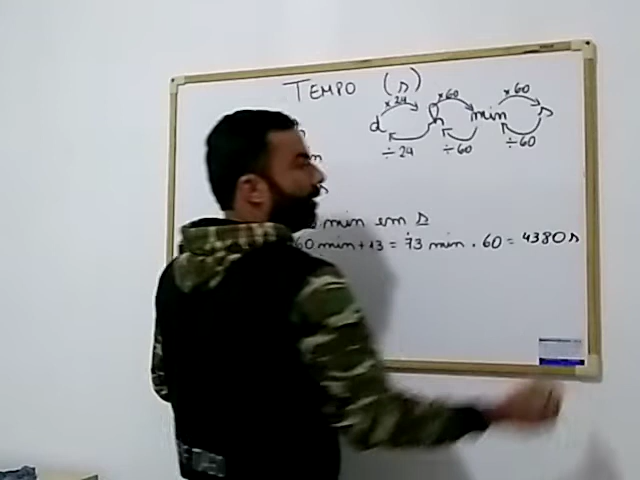 TEMPO (s)
×24 ×60 ×60
d h min s
÷24 ÷60 ÷60
min em s
60 min + 13 = 73 min . 60 = 4380 s